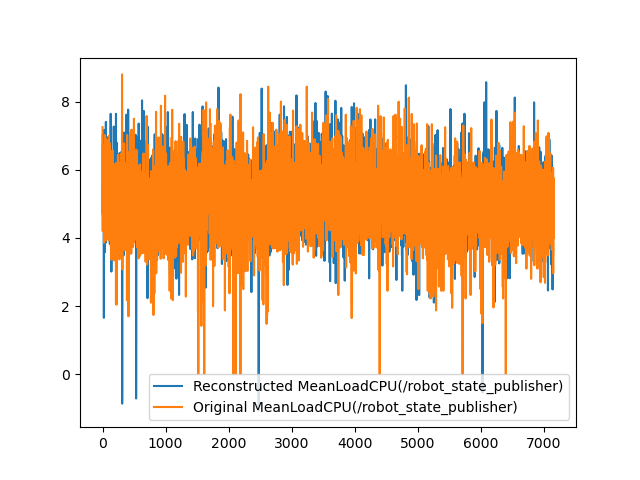 8
6
4
2
0
Reconstructed MeanLoadCPU(/robot_state_publisher)
Original MeanLoadCPU(/robot_state_publisher)
0 1000 2000 3000 4000 5000 6000 7000